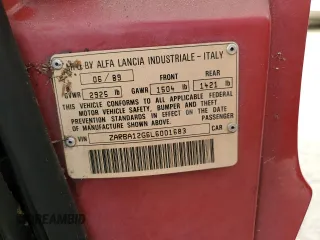 MFG BY ALFA LANCIA INDUSTRIALE - ITALY
06/89 FRONT REAR
GVWR 2925 lb GAWR 1504 lb 1421 lb
THIS VEHICLE CONFORMS TO ALL APPLICABLE FEDERAL
MOTOR VEHICLE SAFETY, BUMPER AND THEFT
PREVENTION STANDARDS IN EFFECT ON THE DATE
OF MANUFACTURE SHOWN ABOVE. PASSENGER
VIN ZARBA12G6L6001683 CAR
DREAMBID